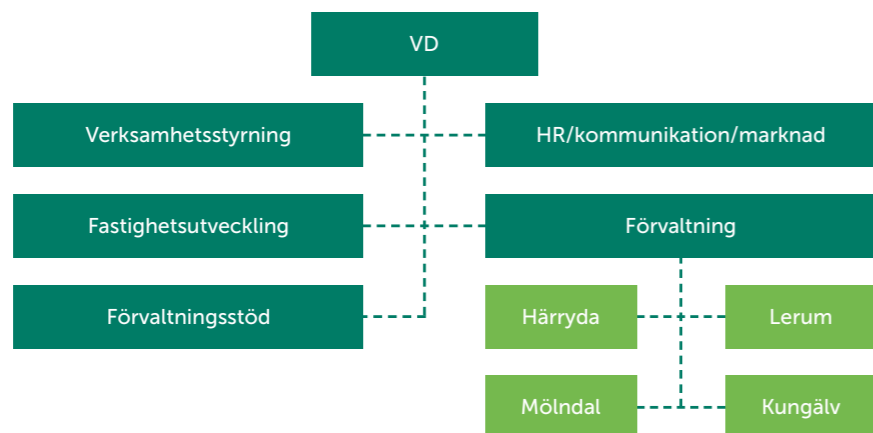 VD
Verksamhetsstyrning
HR/kommunikation/marknad
Fastighetsutveckling
Förvaltning
Förvaltningsstöd
Härryda
Lerum
Mölndal
Kungälv